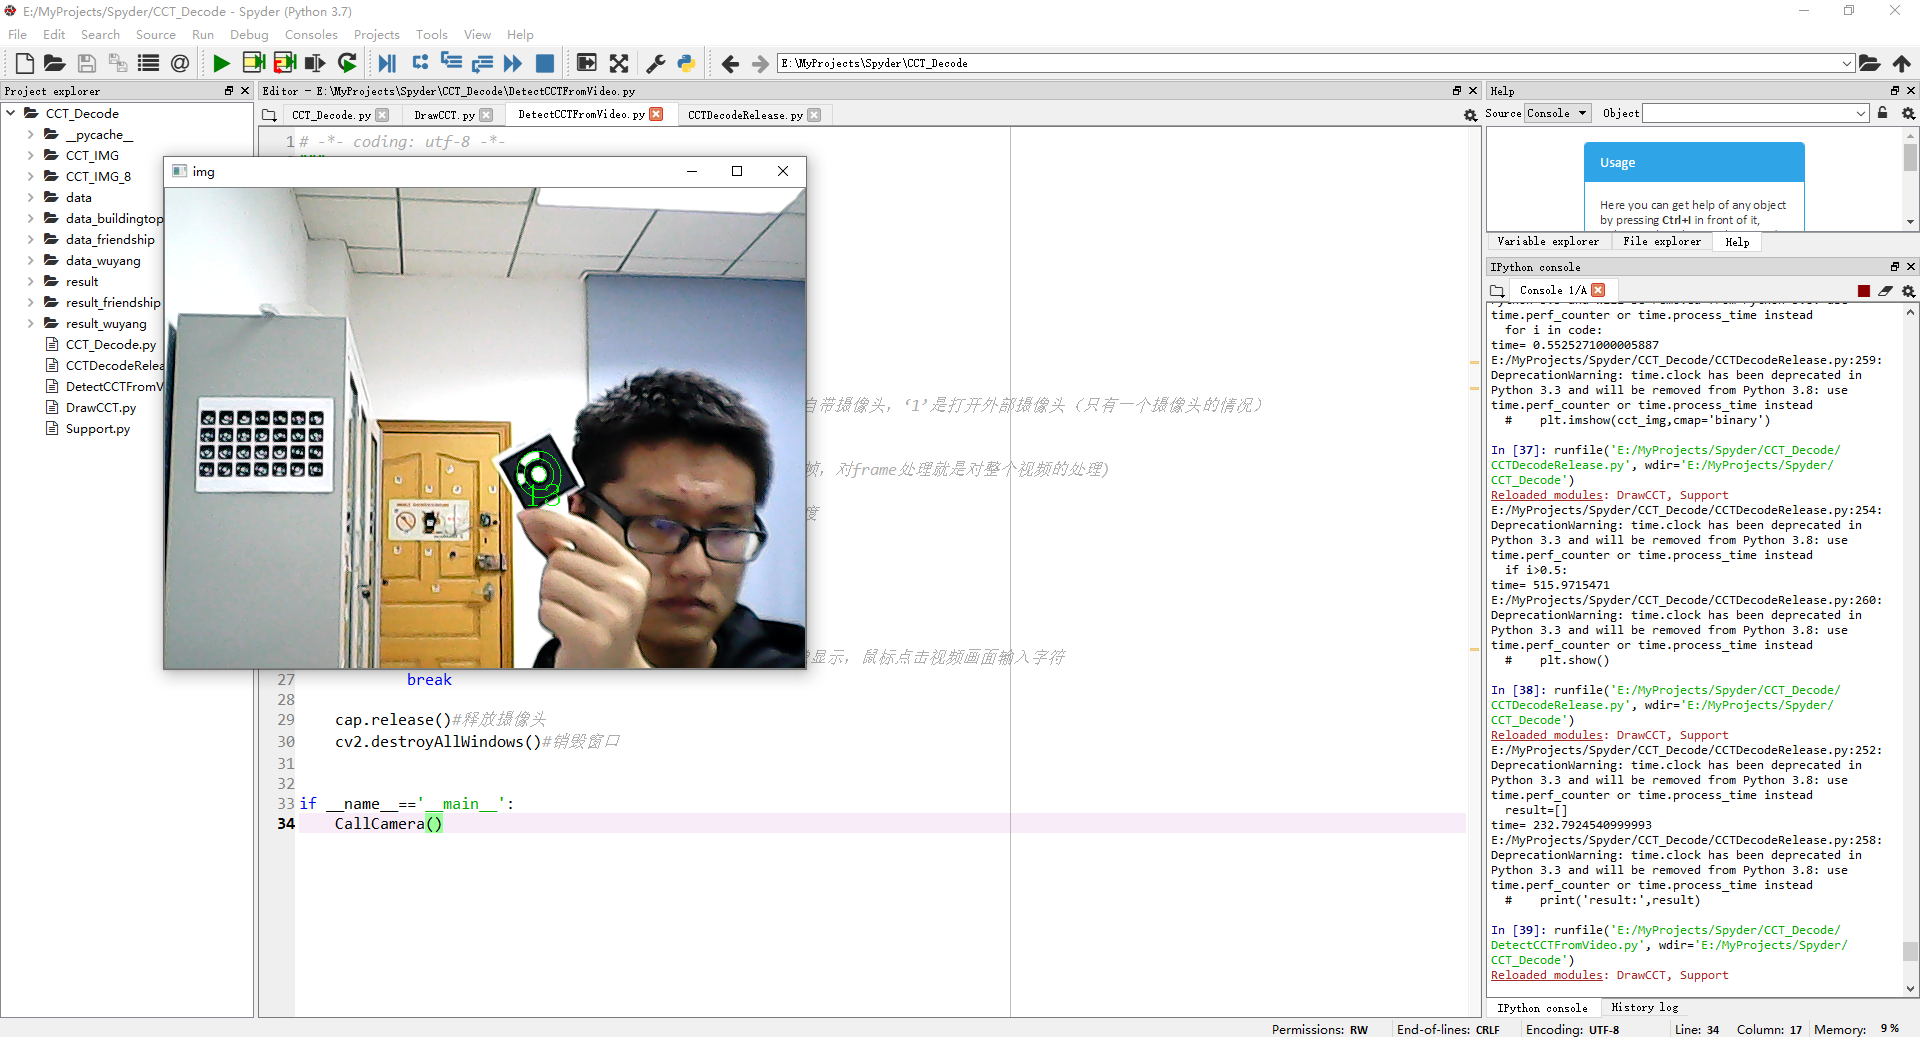 E:/MyProjects/Spyder/CCT_Decode - Spyder (Python 3.7)
File Edit Search Source Run Debug Consoles Projects Tools View Help
E:\MyProjects\Spyder\CCT_Decode
Project explorer
CCT_Decode
__pycache__
CCT_IMG
CCT_IMG_8
data
data_buildingtop
data_friendship
data_wuyang
result
result_friendship
result_wuyang
CCT_Decode.py
CCTDecodeRelea
DetectCCTFromV
DrawCCT.py
Support.py
Editor - E:\MyProjects\Spyder\CCT_Decode\DetectCCTFromVideo.py
CCT_Decode.py DrawCCT.py DetectCCTFromVideo.py CCTDecodeRelease.py
1 # -*- coding: utf-8 -*-
img
13
自带摄像头，‘1’是打开外部摄像头（只有一个摄像头的情况）
帧，对frame处理就是对整个视频的处理)
度
显示，鼠标点击视频画面输入字符
27 break
28
29 cap.release()#释放摄像头
30 cv2.destroyAllWindows()#销毁窗口
31
32
33 if __name__=='__main__':
34 CallCamera()
Help
Source Console Object
Usage
Here you can get help of any object
by pressing Ctrl+I in front of it,
Variable explorer File explorer Help
IPython console
Console 1/A
time.perf_counter or time.process_time instead
for i in code:
time= 0.5525271000005887
E:/MyProjects/Spyder/CCT_Decode/CCTDecodeRelease.py:259:
DeprecationWarning: time.clock has been deprecated in
Python 3.3 and will be removed from Python 3.8: use
time.perf_counter or time.process_time instead
# plt.imshow(cct_img,cmap='binary')
In [37]: runfile('E:/MyProjects/Spyder/CCT_Decode/
CCTDecodeRelease.py', wdir='E:/MyProjects/Spyder/
CCT_Decode')
Reloaded modules: DrawCCT, Support
E:/MyProjects/Spyder/CCT_Decode/CCTDecodeRelease.py:254:
DeprecationWarning: time.clock has been deprecated in
Python 3.3 and will be removed from Python 3.8: use
time.perf_counter or time.process_time instead
if i>0.5:
time= 515.9715471
E:/MyProjects/Spyder/CCT_Decode/CCTDecodeRelease.py:260:
DeprecationWarning: time.clock has been deprecated in
Python 3.3 and will be removed from Python 3.8: use
time.perf_counter or time.process_time instead
# plt.show()
In [38]: runfile('E:/MyProjects/Spyder/CCT_Decode/
CCTDecodeRelease.py', wdir='E:/MyProjects/Spyder/
CCT_Decode')
Reloaded modules: DrawCCT, Support
E:/MyProjects/Spyder/CCT_Decode/CCTDecodeRelease.py:252:
DeprecationWarning: time.clock has been deprecated in
Python 3.3 and will be removed from Python 3.8: use
time.perf_counter or time.process_time instead
result=[]
time= 232.7924540999993
E:/MyProjects/Spyder/CCT_Decode/CCTDecodeRelease.py:258:
DeprecationWarning: time.clock has been deprecated in
Python 3.3 and will be removed from Python 3.8: use
time.perf_counter or time.process_time instead
# print('result:',result)
In [39]: runfile('E:/MyProjects/Spyder/CCT_Decode/
DetectCCTFromVideo.py', wdir='E:/MyProjects/Spyder/
CCT_Decode')
Reloaded modules: DrawCCT, Support
IPython console History log
Permissions: RW End-of-lines: CRLF Encoding: UTF-8 Line: 34 Column: 17 Memory: 9 %